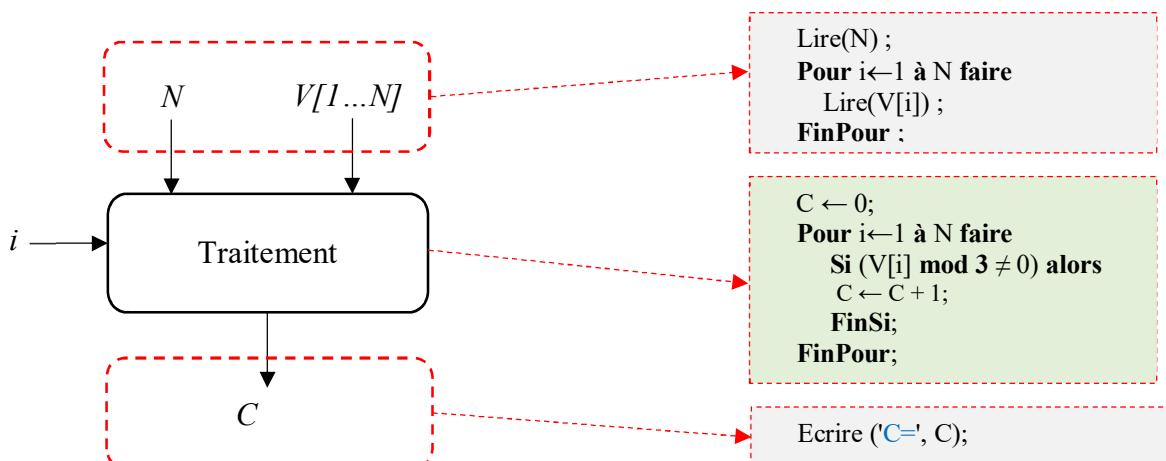 N V[1…N]
i
Traitement
C
Lire(N) ;
Pour i←1 à N faire
Lire(V[i]) ;
FinPour ;
C ← 0;
Pour i←1 à N faire
Si (V[i] mod 3 ≠ 0) alors
C ← C + 1;
FinSi;
FinPour;
Ecrire ('C=', C);